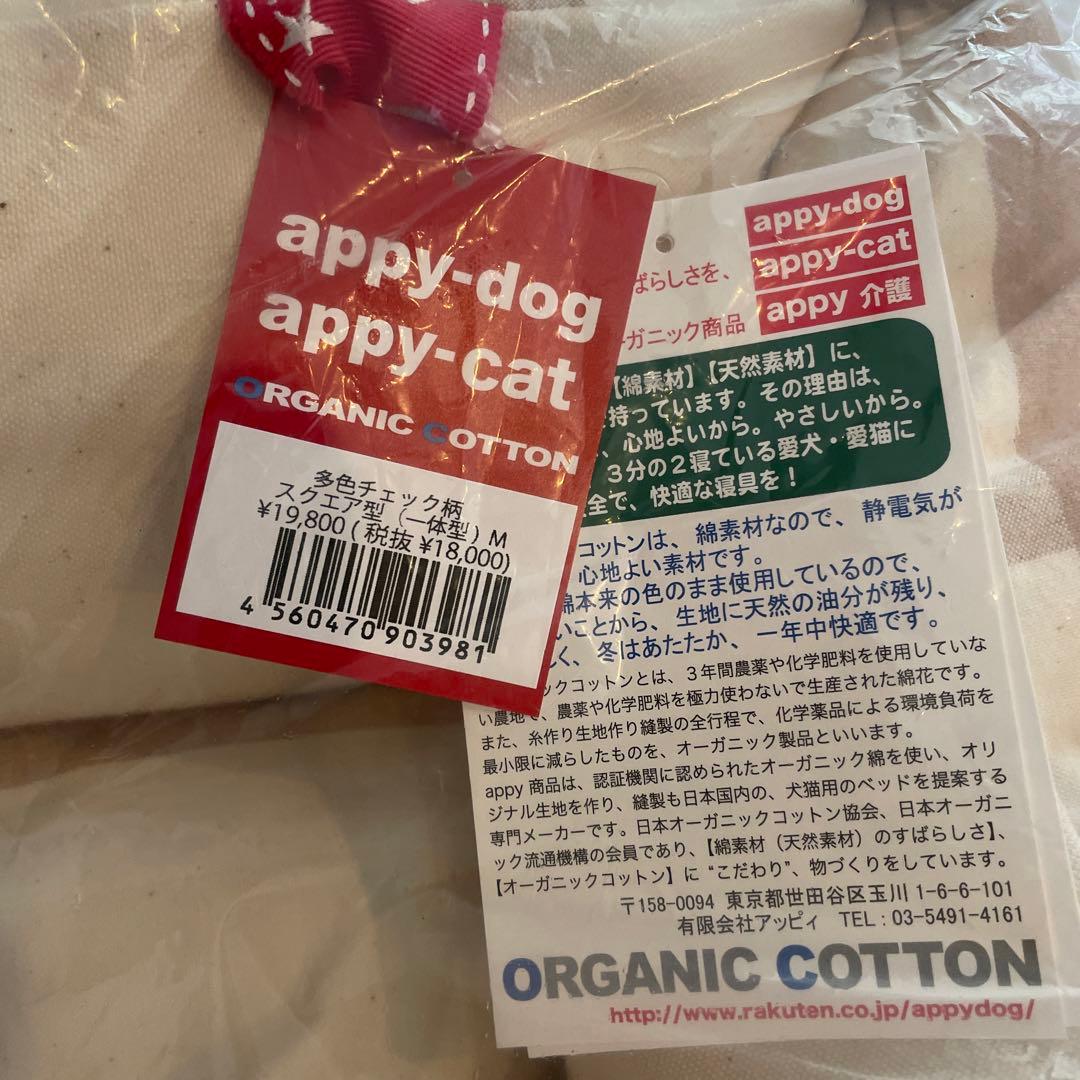 appy-dog
appy-cat
ORGANIC COTTON
多色チェック柄
スクエア型（一体型）M
¥19,800(税抜 ¥18,000)
4 560470 903981
appy-dog
appy-cat
appy 介護
ばらしさを、
ーガニック商品
【綿素材】【天然素材】に、
持っています。その理由は、
、心地よいから。やさしいから。
３分の２寝ている愛犬・愛猫に
全で、快適な寝具を！
コットンは、綿素材なので、静電気が
心地よい素材です。
綿本来の色のまま使用しているので、
いことから、生地に天然の油分が残り、
く、冬はあたたか、一年中快適です。
ックコットンとは、３年間農薬や化学肥料を使用していな
い農地で、農薬や化学肥料を極力使わないで生産された綿花です。
また、糸作り生地作り縫製の全行程で、化学薬品による環境負荷を
最小限に減らしたものを、オーガニック製品といいます。
appy 商品は、認証機関に認められたオーガニック綿を使い、オリ
ジナル生地を作り、縫製も日本国内の、犬猫用のベッドを提案する
専門メーカーです。日本オーガニックコットン協会、日本オーガニ
ック流通機構の会員であり、【綿素材（天然素材）のすばらしさ】、
【オーガニックコットン】に “こだわり”、物づくりをしています。
〒158-0094 東京都世田谷区玉川 1-6-6-101
有限会社アッピィ TEL：03-5491-4161
ORGANIC COTTON
http://www.rakuten.co.jp/appydog/